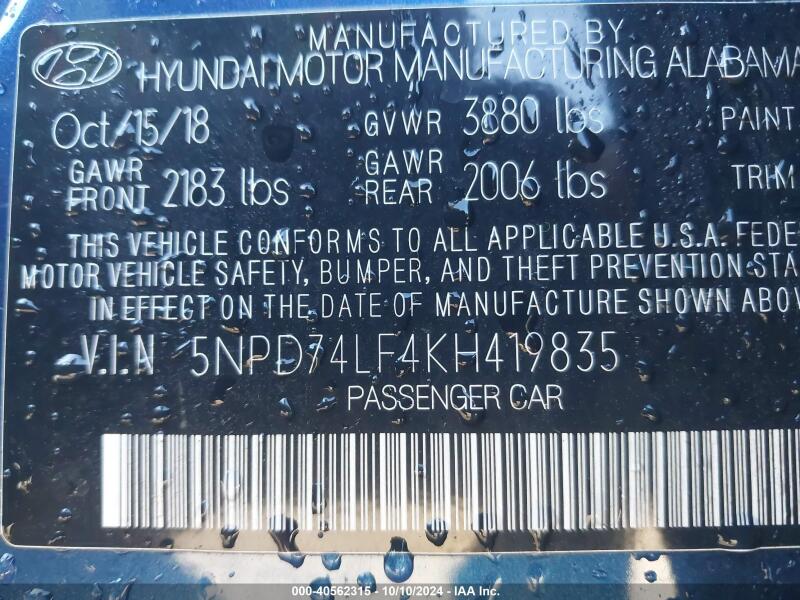 MANUFACTURED BY
HYUNDAI MOTOR MANUFACTURING ALABAMA
Oct/15/18 GVWR 3880 lbs PAINT
GAWR FRONT 2183 lbs GAWR REAR 2006 lbs TRIM
THIS VEHICLE CONFORMS TO ALL APPLICABLE U.S.A. FEDE
MOTOR VEHICLE SAFETY, BUMPER, AND THEFT PREVENTION STA
IN EFFECT ON THE DATE OF MANUFACTURE SHOWN ABOV
V.I.N 5NPD74LF4KH419835
PASSENGER CAR
000-40562315 - 10/10/2024 - IAA Inc.